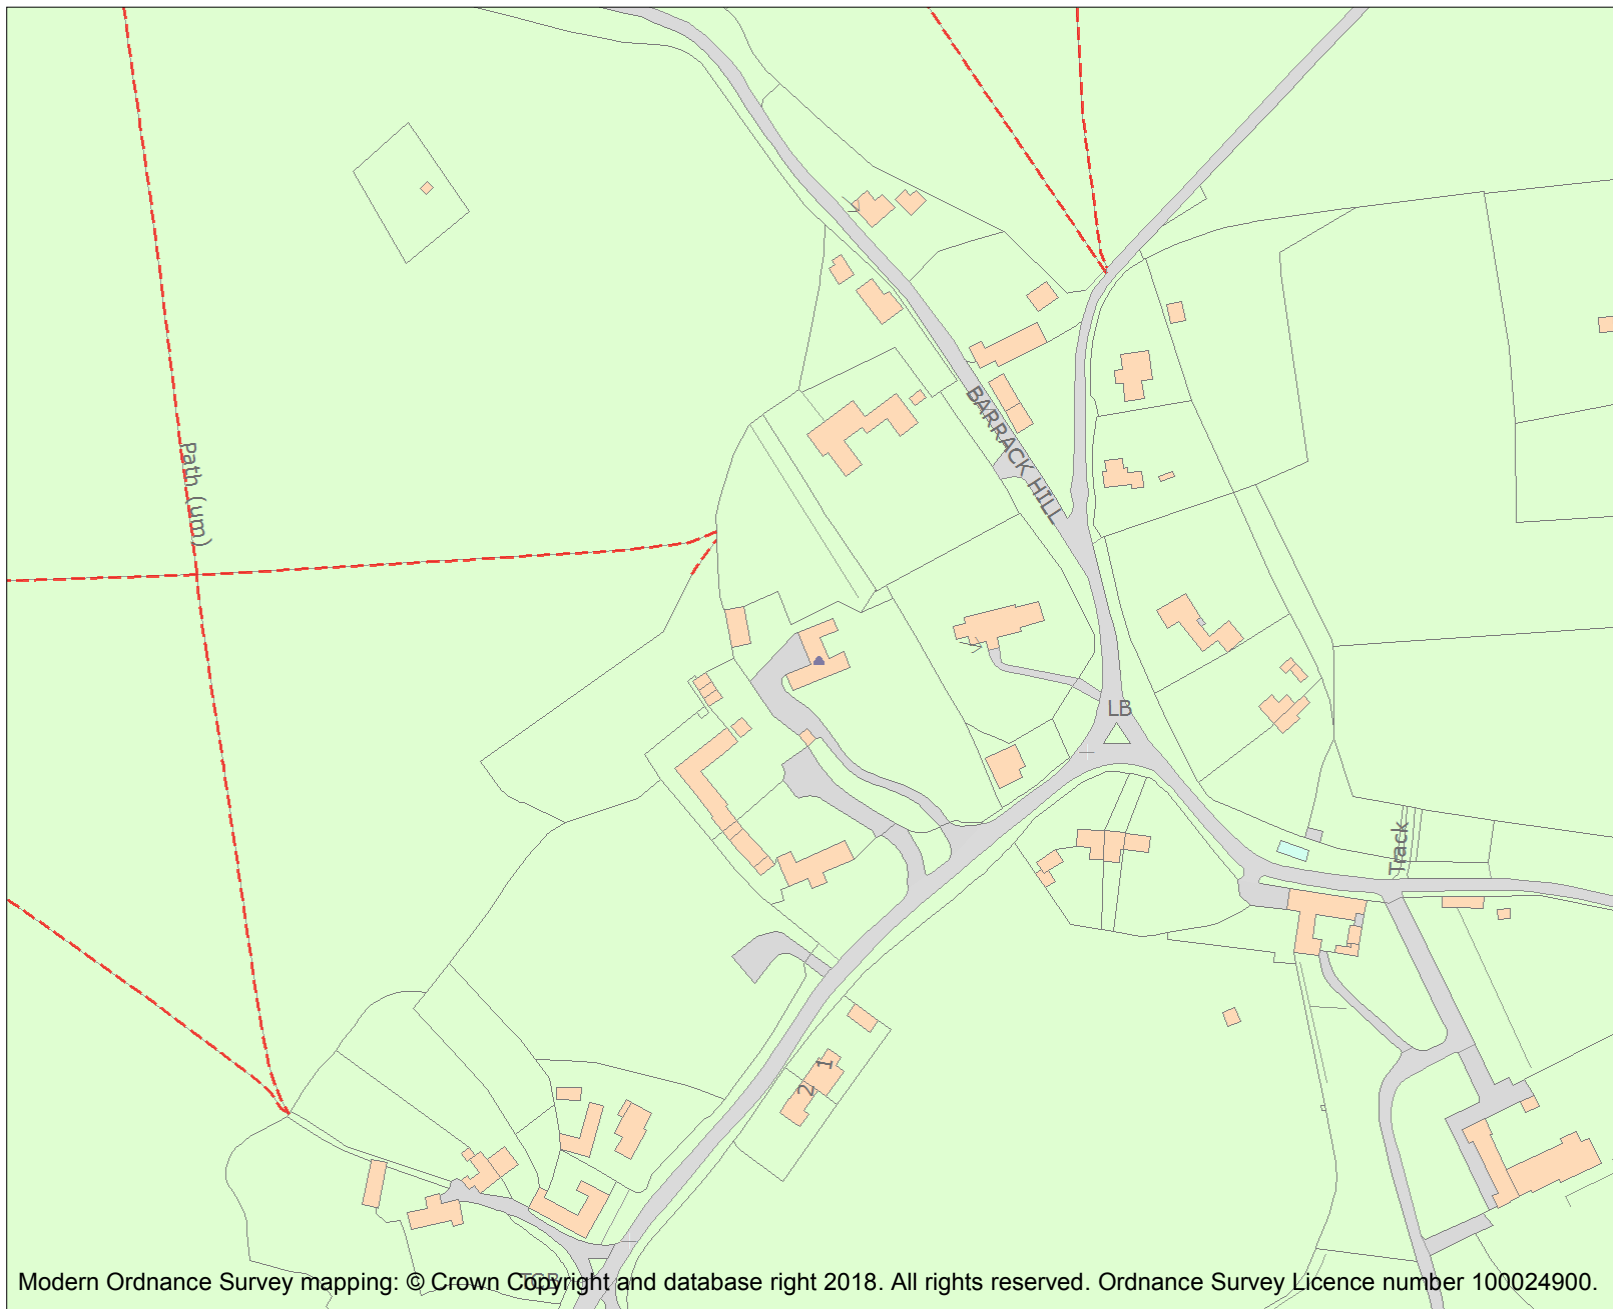 BARRACK HILL
Path (um)
LB
Track
1
2
TCB
Modern Ordnance Survey mapping: © Crown Copyright and database right 2018. All rights reserved. Ordnance Survey Licence number 100024900.